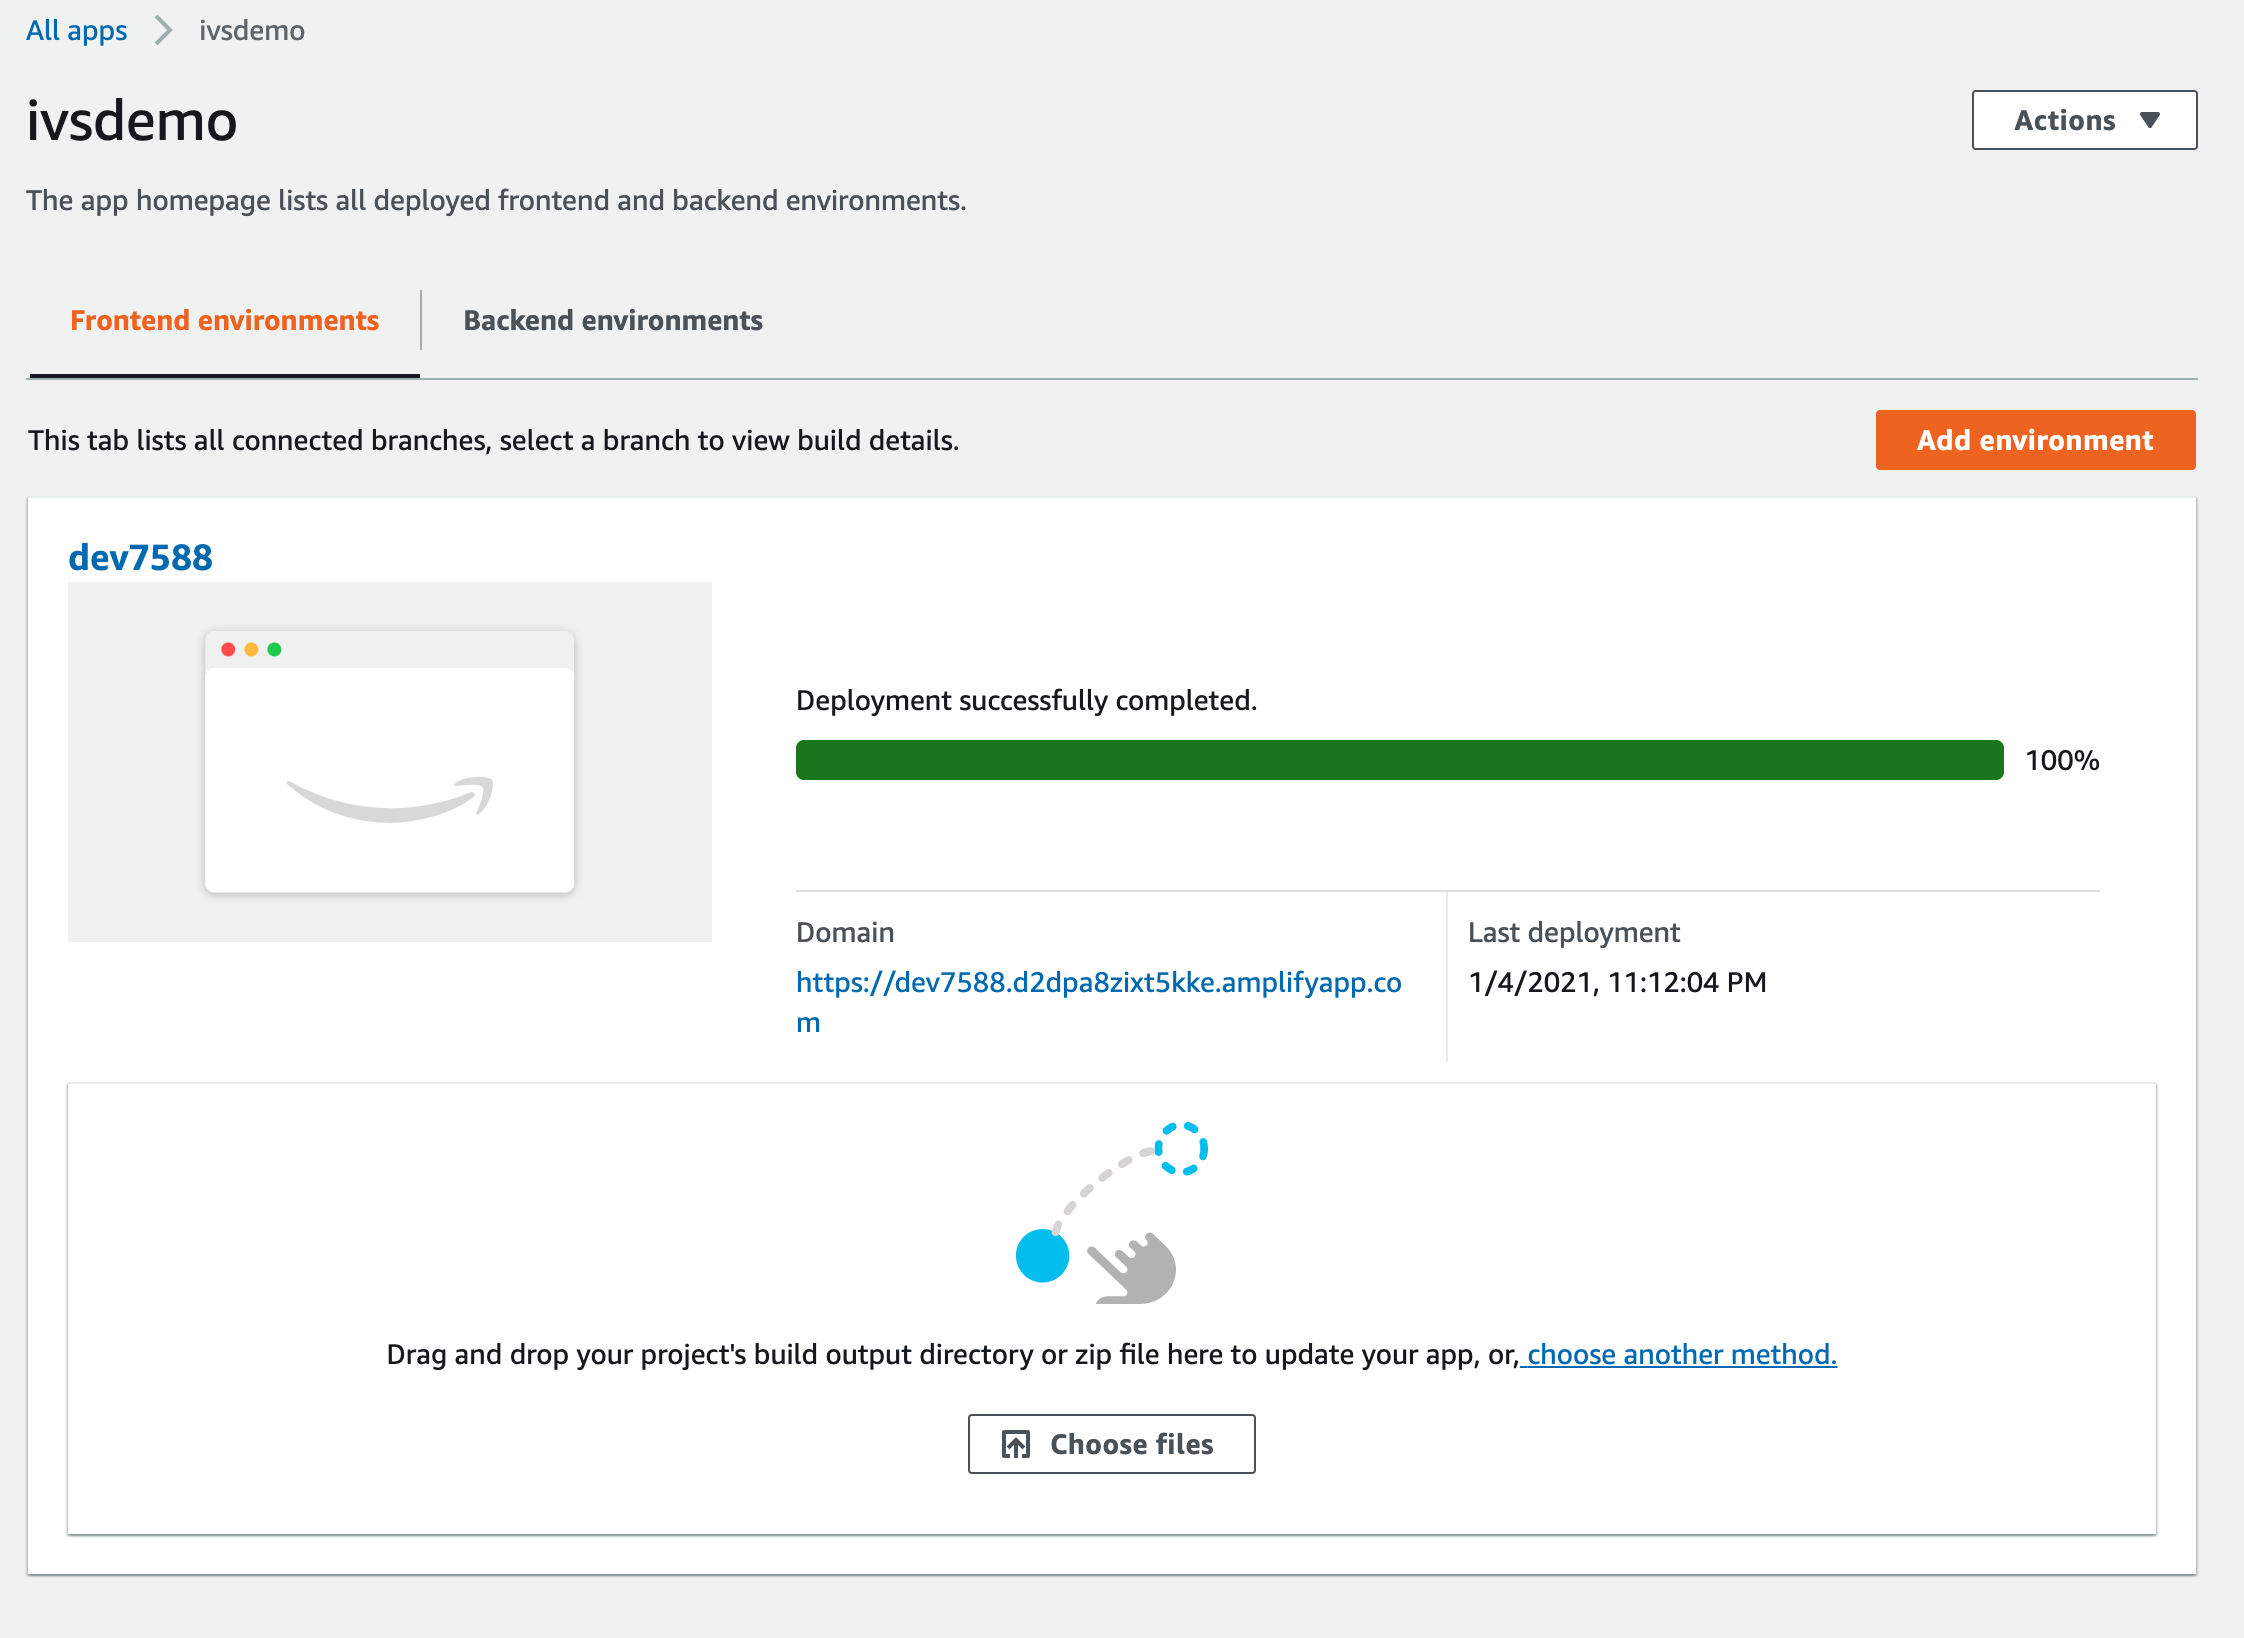 All apps
ivsdemo
ivsdemo
Actions
The app homepage lists all deployed frontend and backend environments.
Frontend environments
Backend environments
This tab lists all connected branches, select a branch to view build details.
Add environment
dev7588
Deployment successfully completed.
100%
Domain
https://dev7588.d2dpa8zixt5kke.amplifyapp.co
m
Last deployment
1/4/2021, 11:12:04 PM
Drag and drop your project's build output directory or zip file here to update your app, or, choose another method.
Choose files